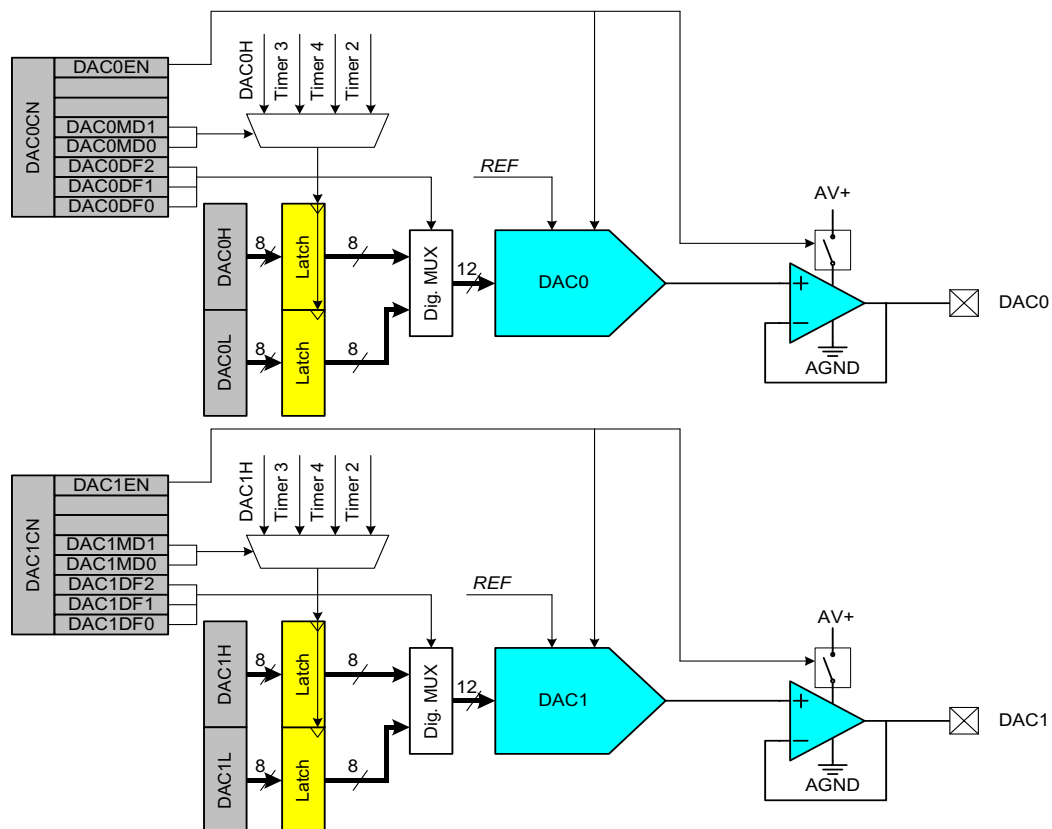 DAC0CN
DAC0EN
DAC0MD1
DAC0MD0
DAC0DF2
DAC0DF1
DAC0DF0
DAC0H
Timer 3
Timer 4
Timer 2
REF
AV+
DAC0H
8
Latch
8
Dig. MUX
12
DAC0
+
−
DAC0
DAC0L
8
Latch
8
AGND
DAC1CN
DAC1EN
DAC1MD1
DAC1MD0
DAC1DF2
DAC1DF1
DAC1DF0
DAC1H
Timer 3
Timer 4
Timer 2
REF
AV+
DAC1H
8
Latch
8
Dig. MUX
12
DAC1
+
−
DAC1
DAC1L
8
Latch
8
AGND